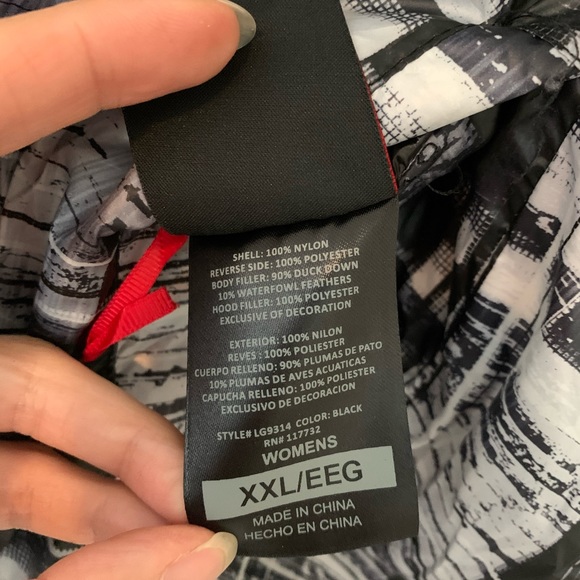 SHELL: 100% NYLON
REVERSE SIDE: 100% POLYESTER
BODY FILLER: 90% DUCK DOWN
10% WATERFOWL FEATHERS
HOOD FILLER: 100% POLYESTER
EXCLUSIVE OF DECORATION
EXTERIOR: 100% NILON
REVES : 100% POLIESTER
CUERPO RELLENO: 90% PLUMAS DE PATO
10% PLUMAS DE AVES ACUATICAS
CAPUCHA RELLENO: 100% POLIESTER
EXCLUSIVO DE DECORACION
STYLE# LG9314 COLOR: BLACK
RN# 117732
WOMENS
XXL/EEG
MADE IN CHINA
HECHO EN CHINA